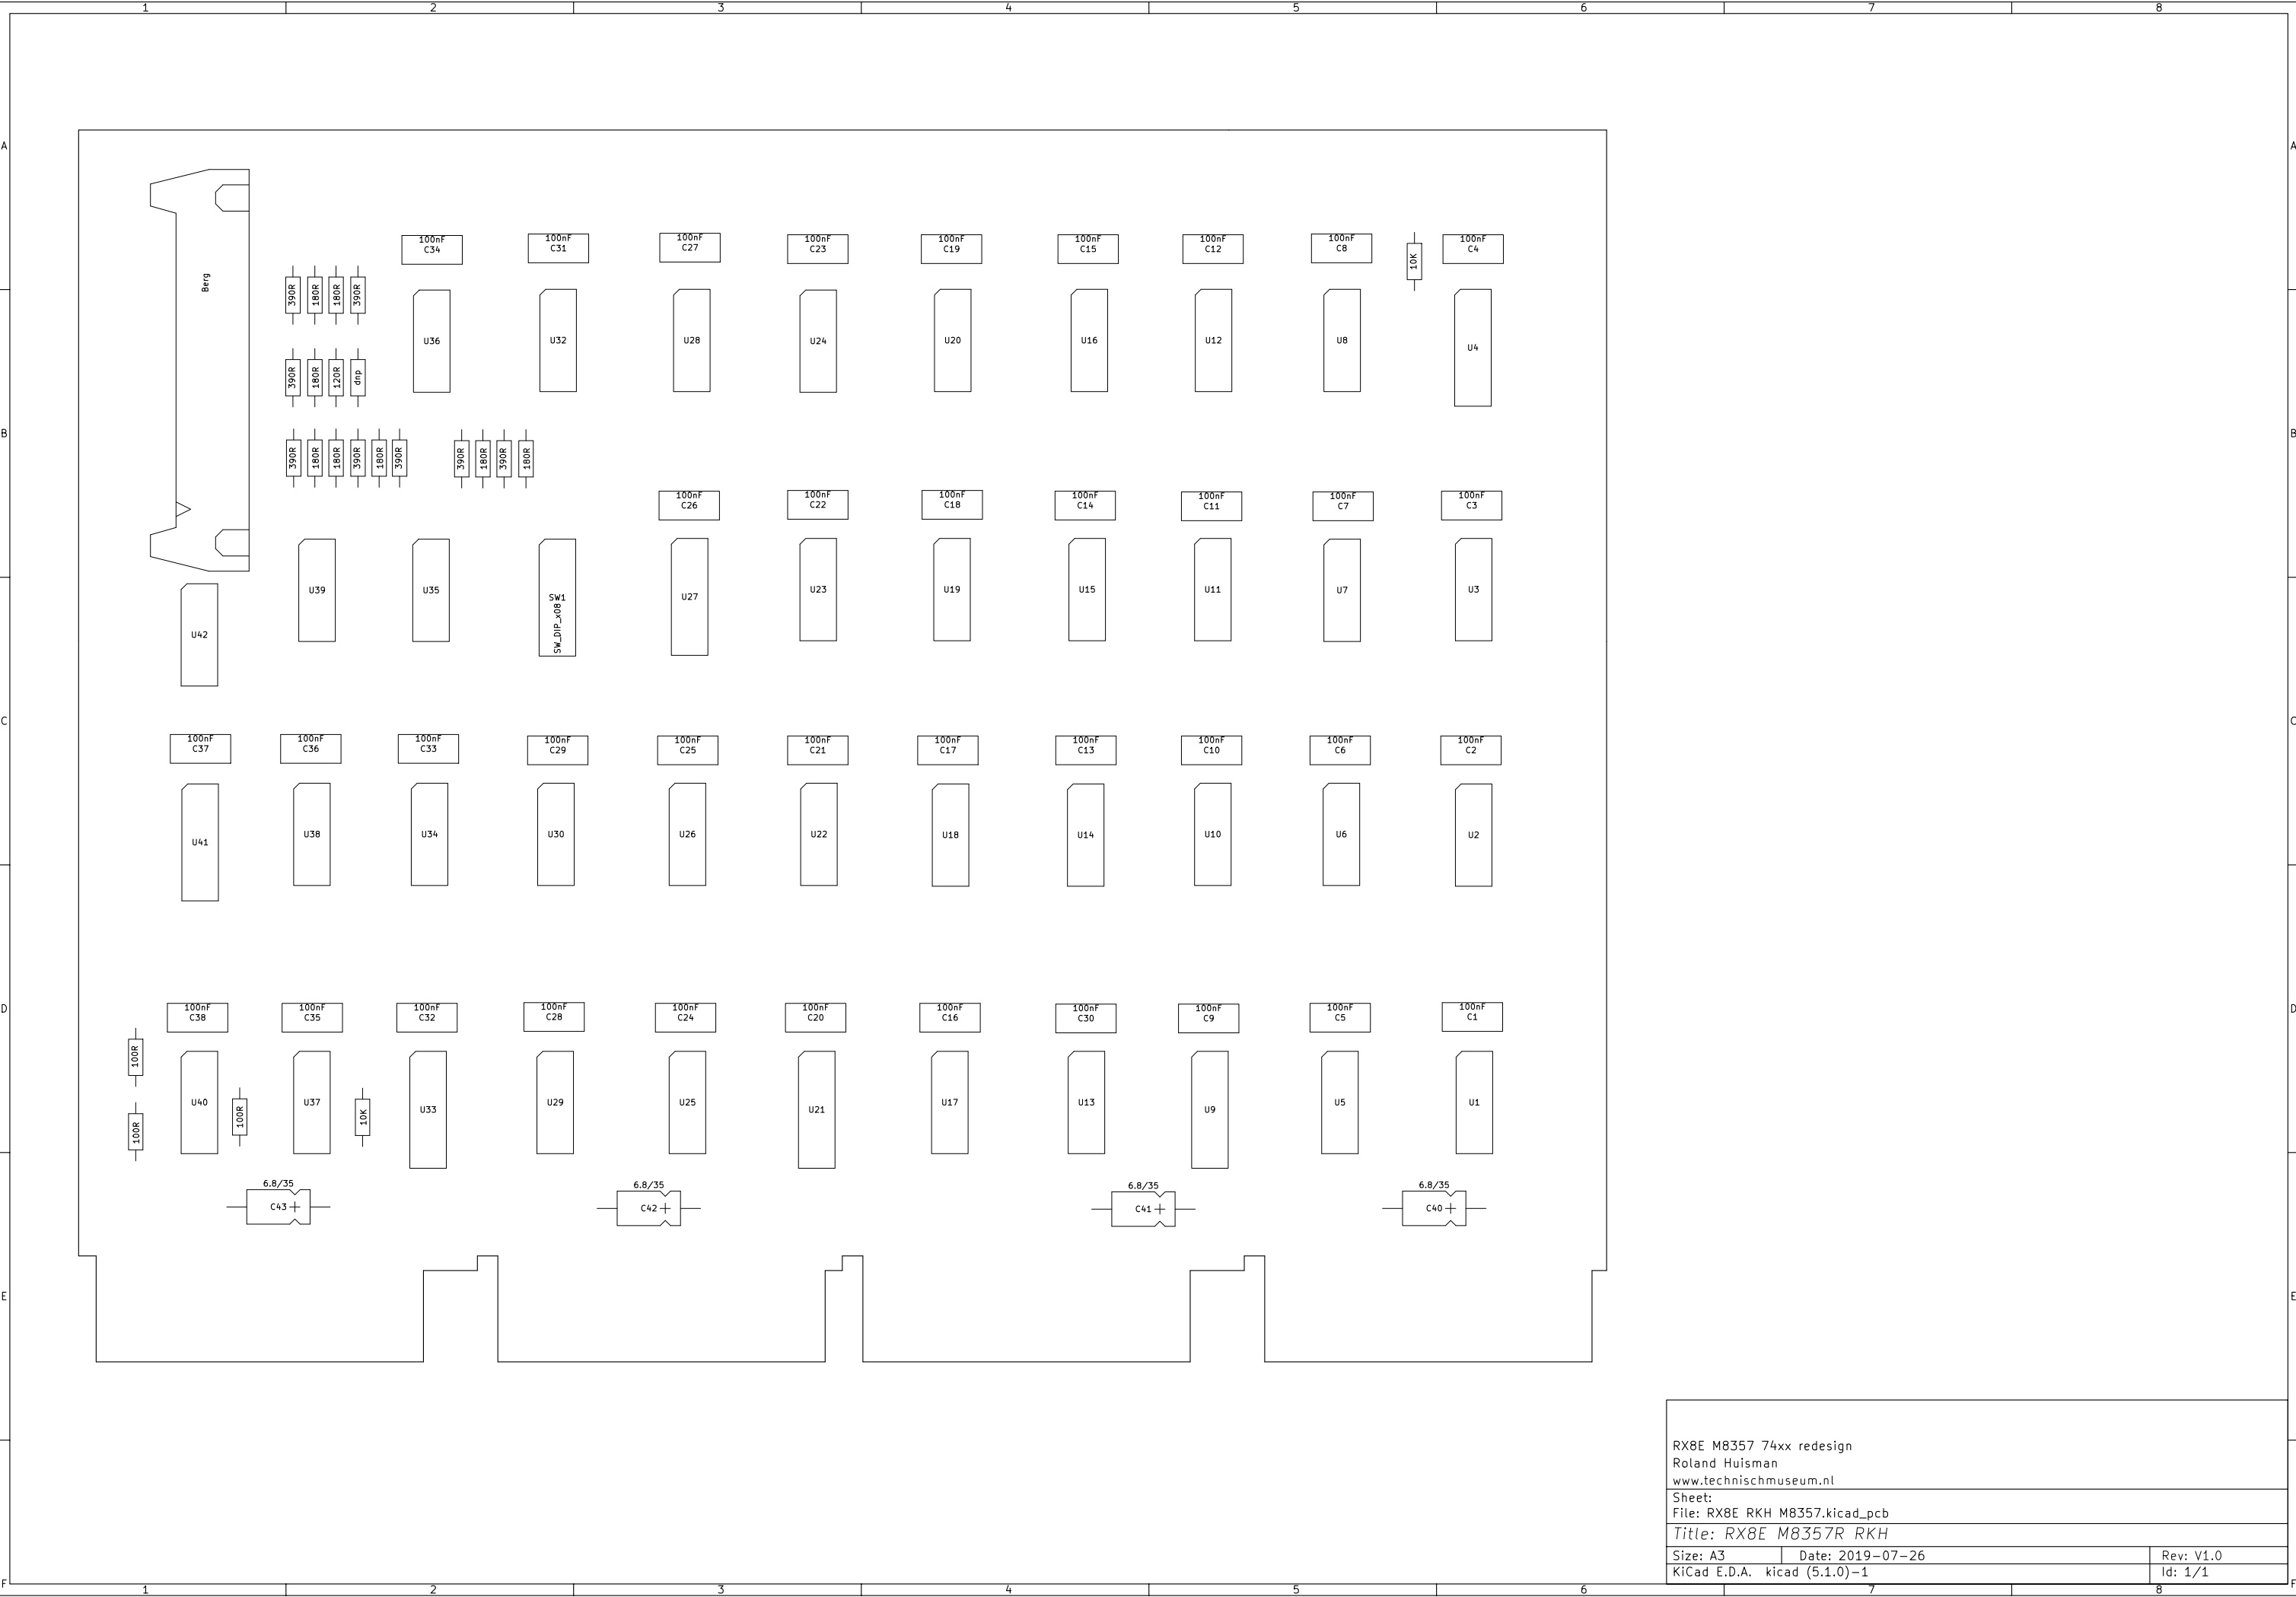 1 2 3 4 5 6 7 8
A A
100nF 100nF 100nF 100nF 100nF 100nF 100nF 100nF 100nF
C34 C31 C27 C23 C19 C15 C12 C8 C4
10K
Berg
390R 180R 180R 390R
U36 U32 U28 U24 U20 U16 U12 U8 U4
390R 180R 120R dnp
B B
390R 180R 180R 390R 180R 390R 390R 180R 390R 180R
100nF 100nF 100nF 100nF 100nF 100nF 100nF
C26 C22 C18 C14 C11 C7 C3
U39 U35 SW1 U27 U23 U19 U15 U11 U7 U3
SW_DIP_x08
U42
C C
100nF 100nF 100nF 100nF 100nF 100nF 100nF 100nF 100nF 100nF 100nF
C37 C36 C33 C29 C25 C21 C17 C13 C10 C6 C2
U41 U38 U34 U30 U26 U22 U18 U14 U10 U6 U2
D D
100nF 100nF 100nF 100nF 100nF 100nF 100nF 100nF 100nF 100nF 100nF
C38 C35 C32 C28 C24 C20 C16 C30 C9 C5 C1
100R
U40 U37 U33 U29 U25 U21 U17 U13 U9 U5 U1
100R 100R 10K
6.8/35 6.8/35 6.8/35 6.8/35
C43 + C42 + C41 + C40 +
E E
RX8E M8357 74xx redesign
Roland Huisman
www.technischmuseum.nl
Sheet:
File: RX8E RKH M8357.kicad_pcb
Title: RX8E M8357R RKH
Size: A3 Date: 2019-07-26 Rev: V1.0
KiCad E.D.A. kicad (5.1.0)-1 Id: 1/1
F F
1 2 3 4 5 6 7 8